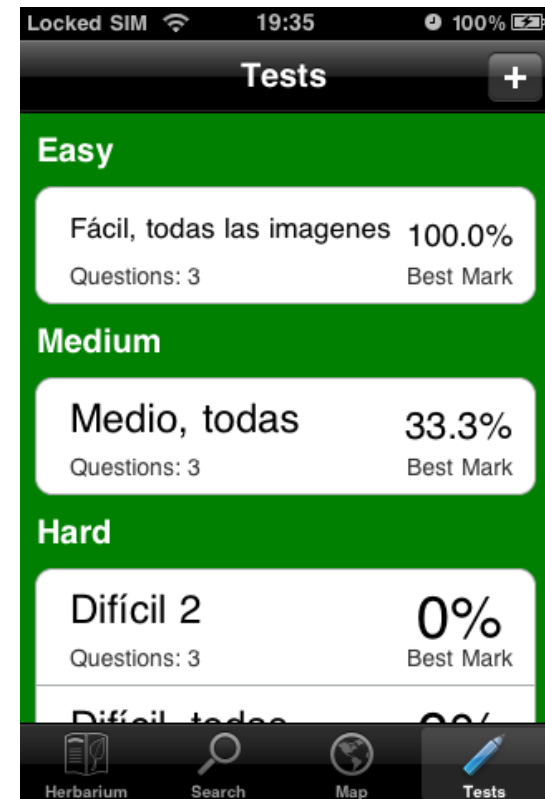 Locked SIM 19:35 100%
Tests +
Easy
Fácil, todas las imagenes 100.0%
Questions: 3 Best Mark
Medium
Medio, todas 33.3%
Questions: 3 Best Mark
Hard
Difícil 2 0%
Questions: 3 Best Mark
Difícil, todas
Herbarium Search Map Tests